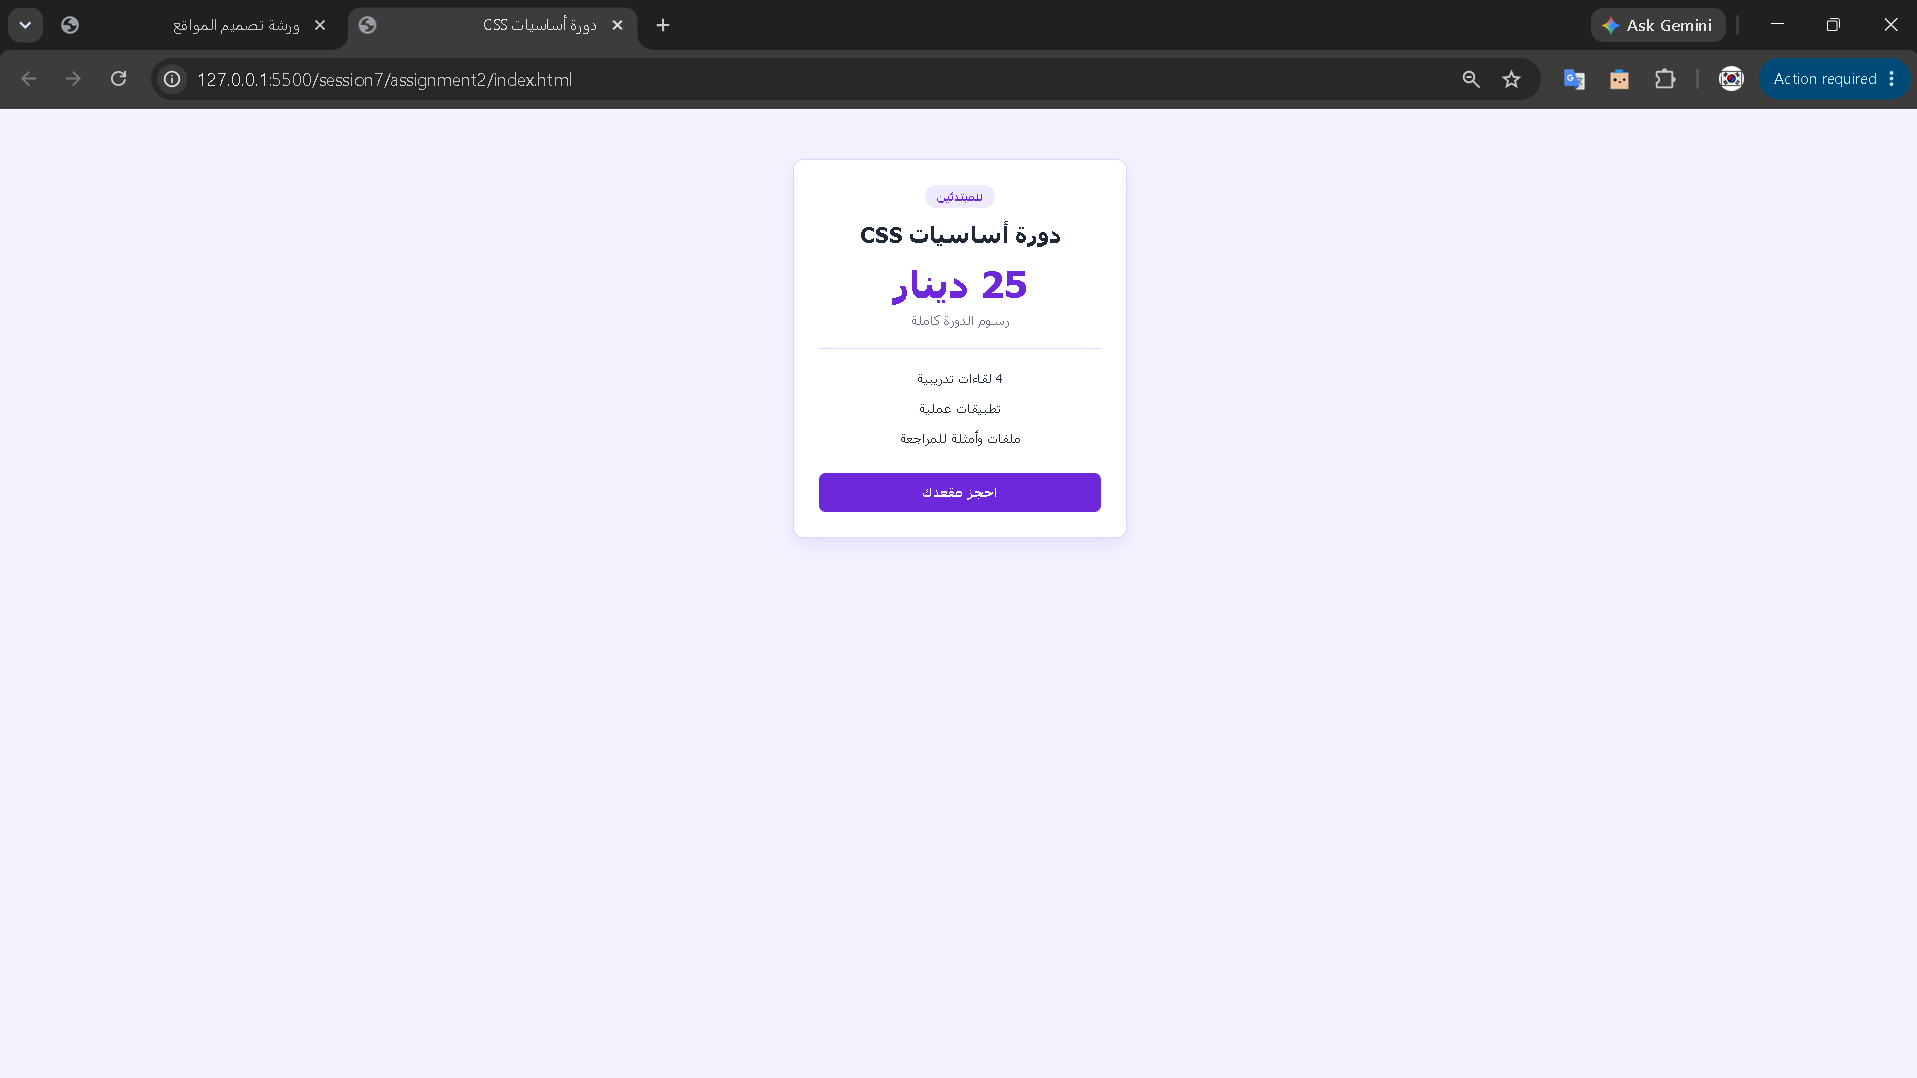 ورشة تصميم المواقع
دورة أساسيات CSS
Ask Gemini
127.0.0.1:5500/session7/assignment2/index.html
Action required
للمبتدئين
دورة أساسيات CSS
25 دينار
رسوم الدورة كاملة
4 لقاءات تدريبية
تطبيقات عملية
ملفات وأمثلة للمراجعة
احجز مقعدك